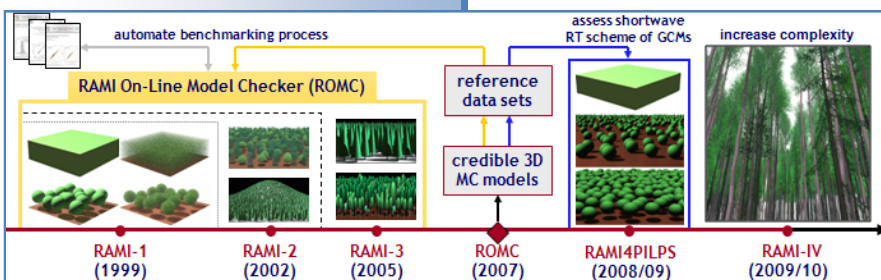 automate benchmarking process
assess shortwave
RT scheme of GCMs
increase complexity
RAMI On-Line Model Checker (ROMC)
reference
data sets
credible 3D
MC models
RAMI-1
(1999)
RAMI-2
(2002)
RAMI-3
(2005)
ROMC
(2007)
RAMI4PILPS
(2008/09)
RAMI-IV
(2009/10)